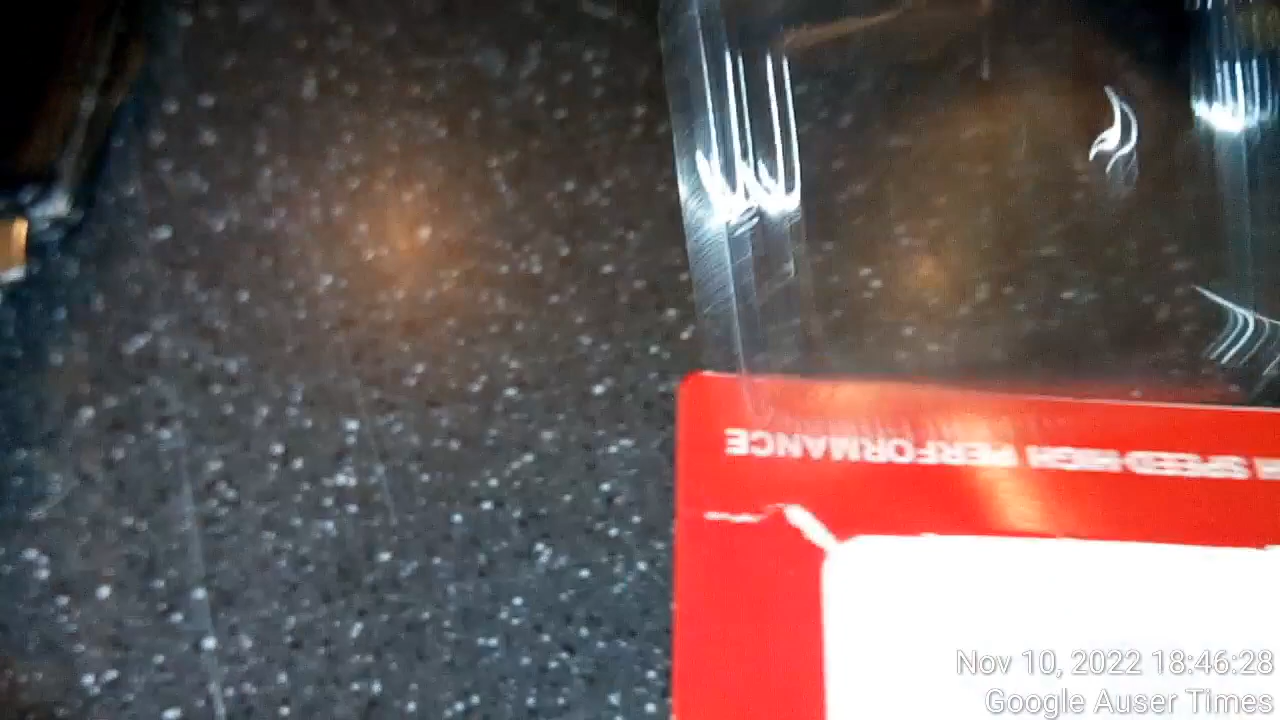 SPEED HIGH PERFORMANCE
Nov 10, 2022 18:46:28
Google Auser Times